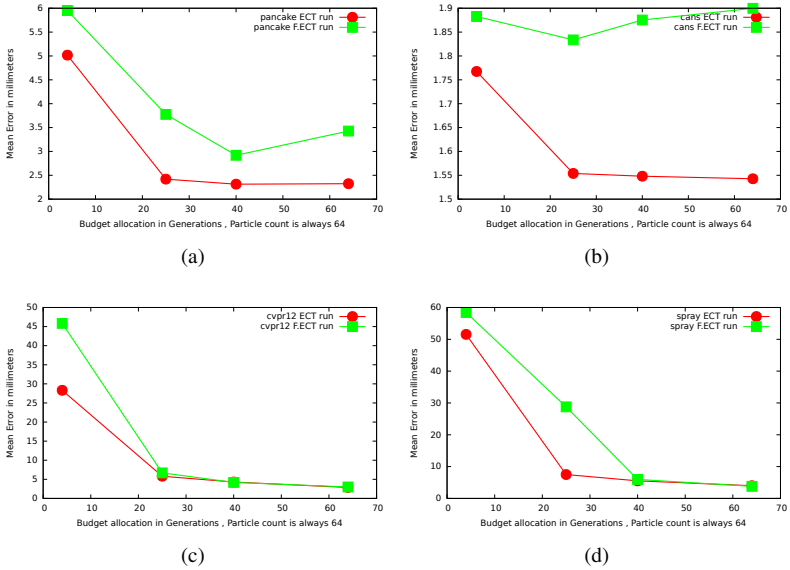 6
5.5
5
4.5
4
3.5
3
2.5
2
0 10 20 30 40 50 60 70
Mean Error in millimeters
Budget allocation in Generations , Particle count is always 64
pancake ECT run
pancake F.ECT run
(a)
1.9
1.85
1.8
1.75
1.7
1.65
1.6
1.55
1.5
0 10 20 30 40 50 60 70
Mean Error in millimeters
Budget allocation in Generations , Particle count is always 64
cans ECT run
cans F.ECT run
(b)
50
45
40
35
30
25
20
15
10
5
0
0 10 20 30 40 50 60 70
Mean Error in millimeters
Budget allocation in Generations , Particle count is always 64
cvpr12 ECT run
cvpr12 F.ECT run
(c)
60
50
40
30
20
10
0
0 10 20 30 40 50 60 70
Mean Error in millimeters
Budget allocation in Generations , Particle count is always 64
spray ECT run
spray F.ECT run
(d)